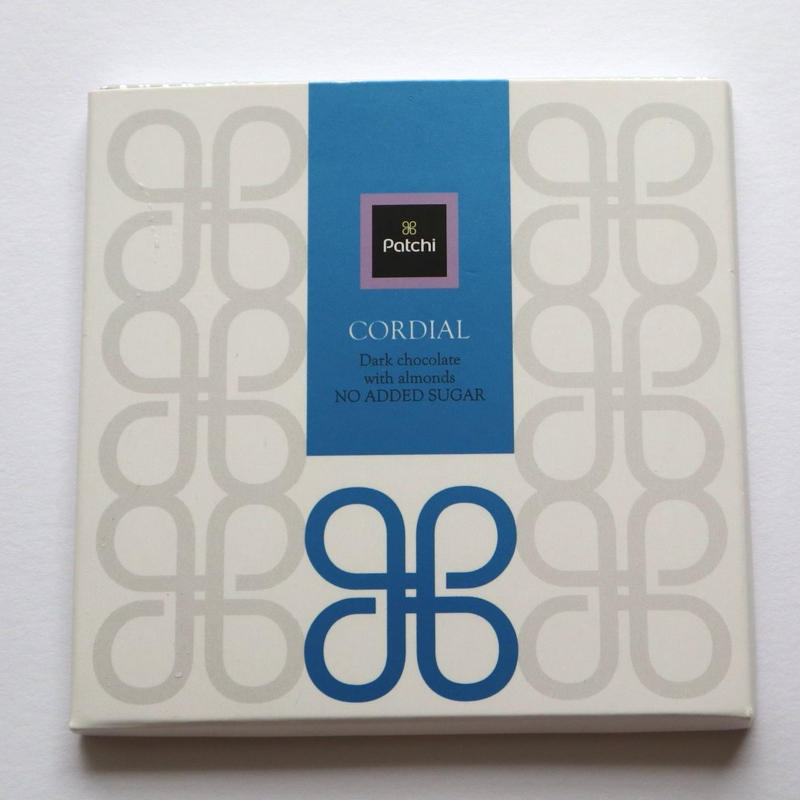 Patchi
CORDIAL
Dark chocolate
with almonds
NO ADDED SUGAR